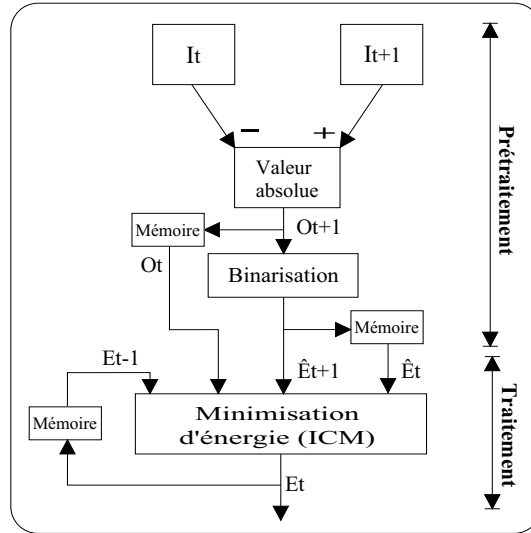 It
It+1
−
+
Valeur
absolue
Prétraitement
Mémoire
Ot+1
Ot
Binarisation
Mémoire
Et-1
Êt+1
Êt
Mémoire
Minimisation
d'énergie (ICM)
Traitement
Et